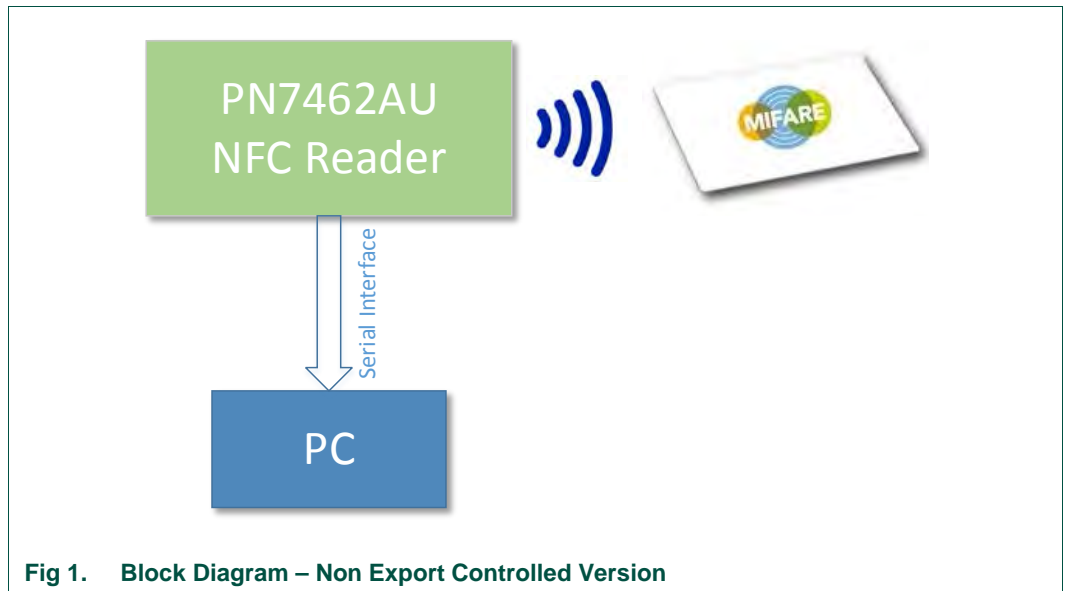 PN7462AU
NFC Reader
MIFARE
Serial Interface
PC
Fig 1. Block Diagram – Non Export Controlled Version